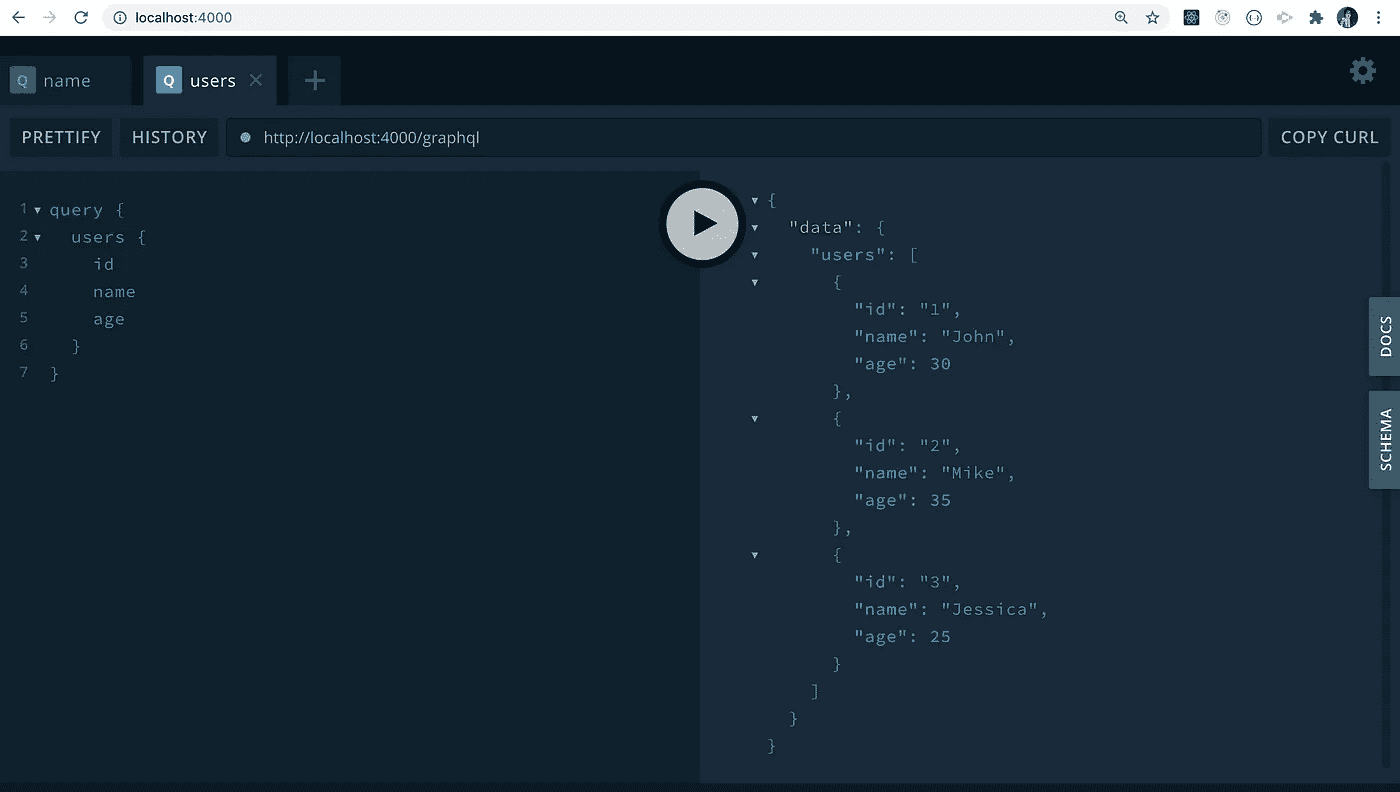 localhost:4000
Q name
Q users
PRETTIFY
HISTORY
http://localhost:4000/graphql
COPY CURL
1 query {
2 users {
3 id
4 name
5 age
6 }
7 }
{
"data": {
"users": [
{
"id": "1",
"name": "John",
"age": 30
},
{
"id": "2",
"name": "Mike",
"age": 35
},
{
"id": "3",
"name": "Jessica",
"age": 25
}
]
}
}
DOCS
SCHEMA